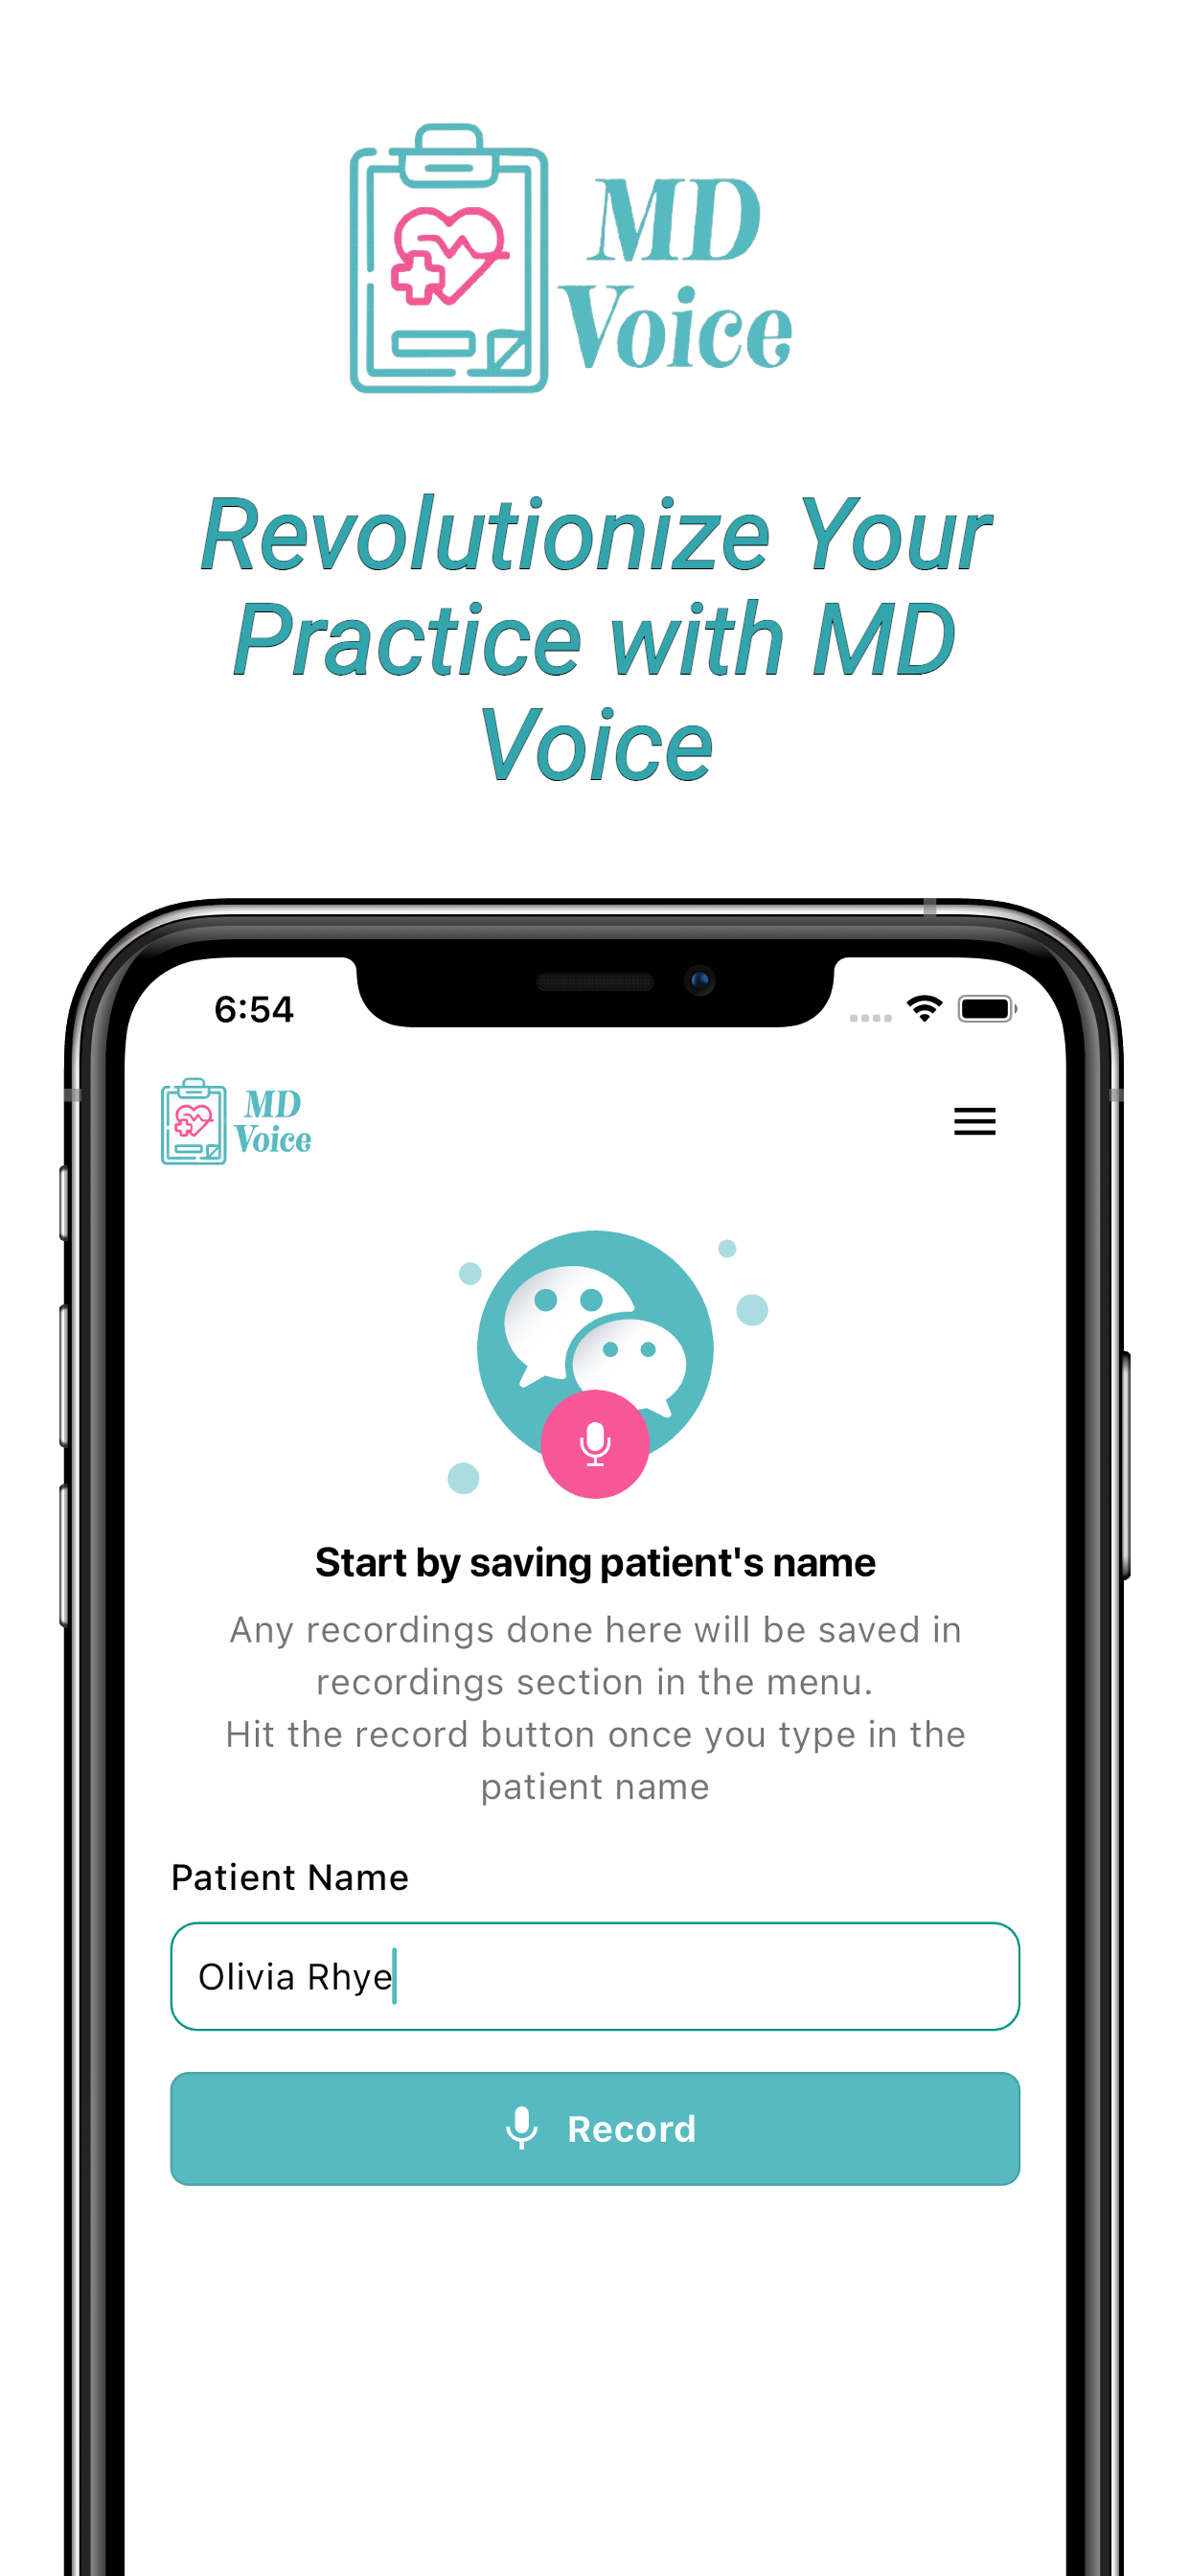 MD
Voice
Revolutionize Your
Practice with MD
Voice
6:54
MD
Voice
Start by saving patient's name
Any recordings done here will be saved in
recordings section in the menu.
Hit the record button once you type in the
patient name
Patient Name
Olivia Rhye
Record